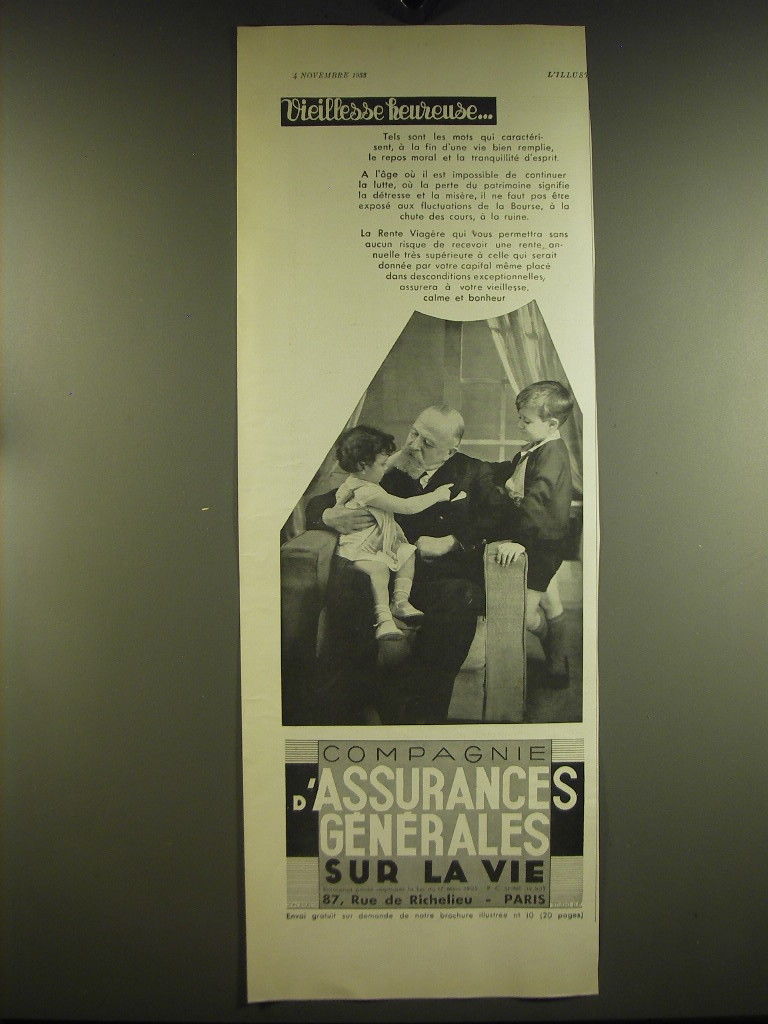 4 NOVEMBRE 1933
L'ILLUS
Vieillesse heureuse...
Tels sont les mots qui caractéri-
sent, à la fin d'une vie bien remplie,
le repos moral et la tranquillité d'esprit.
A l'âge où il est impossible de continuer
la lutte, où la perte du patrimoine signifie
la détresse et la misère, il ne faut pas être
exposé aux fluctuations de la Bourse, à la
chute des cours, à la ruine.
La Rente Viagère qui vous permettra sans
aucun risque de recevoir une rente, an-
nuelle très supérieure à celle qui serait
donnée par votre capital même placé
dans desconditions exceptionnelles,
assurera à votre vieillesse,
calme et bonheur
COMPAGNIE
D'ASSURANCES
GÉNÉRALES
SUR LA VIE
87, Rue de Richelieu - PARIS
Envoi gratuit sur demande de notre brochure illustrée nt 10 (20 pages)